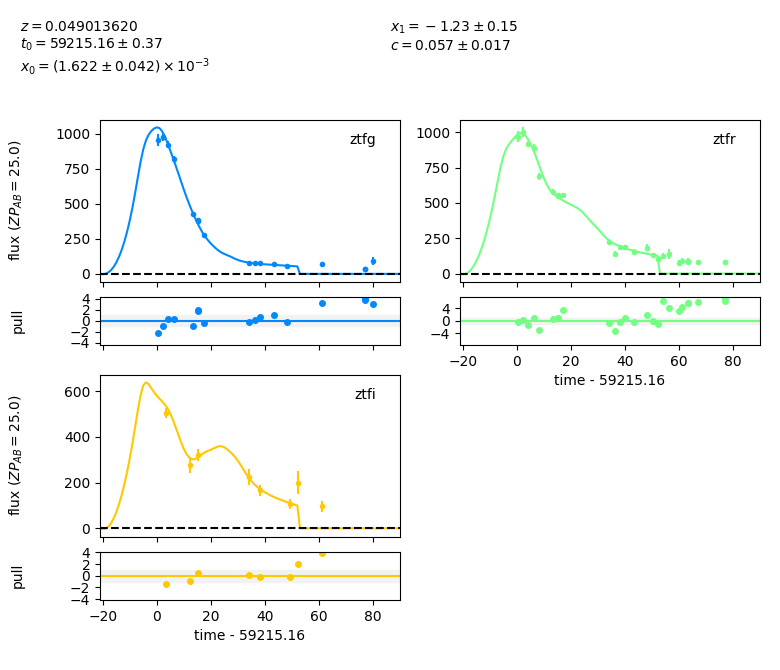 z = 0.049013620
t₀ = 59215.16 ± 0.37
x₀ = (1.622 ± 0.042) × 10⁻³
x₁ = −1.23 ± 0.15
c = 0.057 ± 0.017
flux (ZP_AB = 25.0)
1000
750
500
250
0
ztfg
pull
4
2
0
−2
−4
1000
750
500
250
0
ztfr
4
0
−4
−20 0 20 40 60 80
time - 59215.16
flux (ZP_AB = 25.0)
600
400
200
0
ztfi
pull
4
2
0
−2
−4
−20 0 20 40 60 80
time - 59215.16